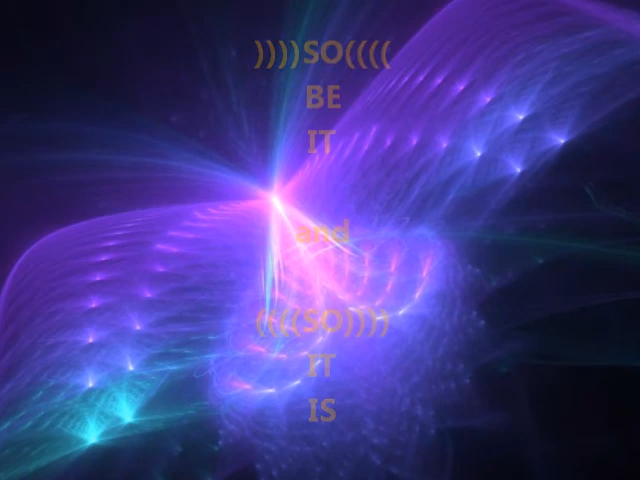 ))))SO((((
BE
IT
and
((((SO))))
IT
IS